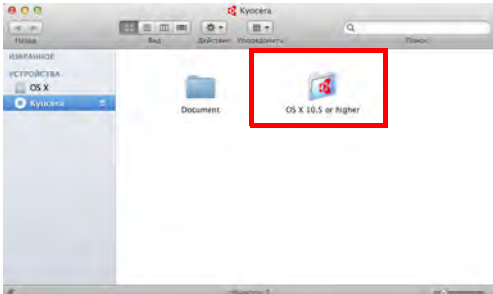 Kyocera
Назад
Вид
Действие
Упорядочить
Поиск
ИЗБРАННОЕ
УСТРОЙСТВА
OS X
Kyocera
Document
OS X 10.5 or higher